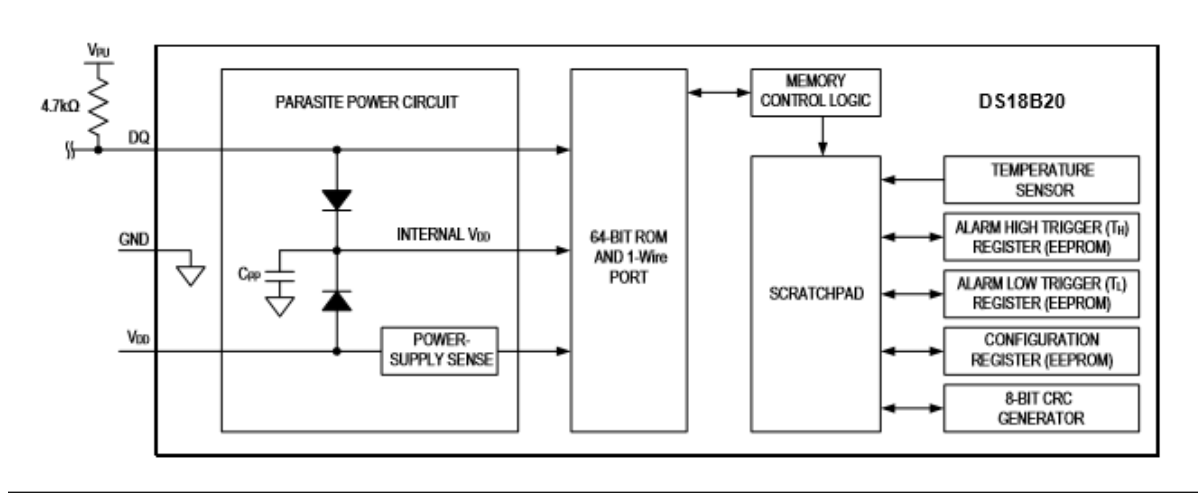 VPU
4.7kΩ
DQ
GND
VDD
PARASITE POWER CIRCUIT
INTERNAL VDD
CPP
POWER-
SUPPLY SENSE
64-BIT ROM
AND 1-Wire
PORT
MEMORY
CONTROL LOGIC
SCRATCHPAD
DS18B20
TEMPERATURE
SENSOR
ALARM HIGH TRIGGER (TH)
REGISTER (EEPROM)
ALARM LOW TRIGGER (TL)
REGISTER (EEPROM)
CONFIGURATION
REGISTER (EEPROM)
8-BIT CRC
GENERATOR